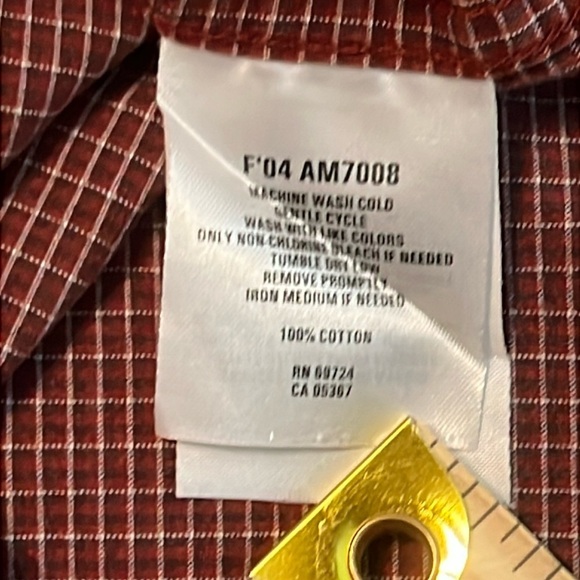 F'04 AM7008
MACHINE WASH COLD
GENTLE CYCLE
WASH WITH LIKE COLORS
ONLY NON-CHLORINE BLEACH IF NEEDED
TUMBLE DRY LOW
REMOVE PROMPTLY
IRON MEDIUM IF NEEDED
100% COTTON
RN 69724
CA 05367